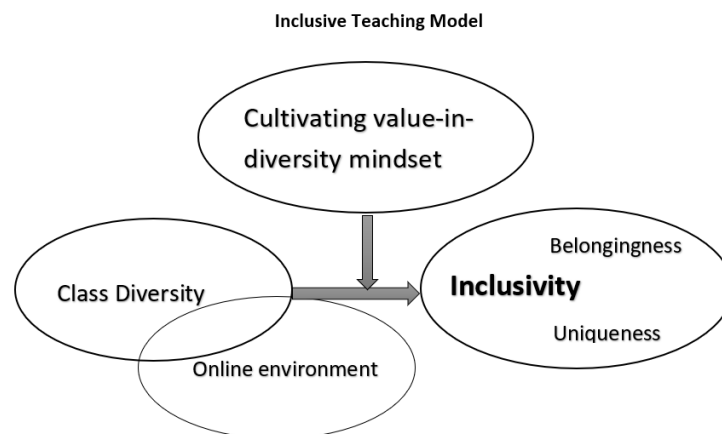 Inclusive Teaching Model
Cultivating value-in-
diversity mindset
Class Diversity
Belongingness
Inclusivity
Uniqueness
Online environment